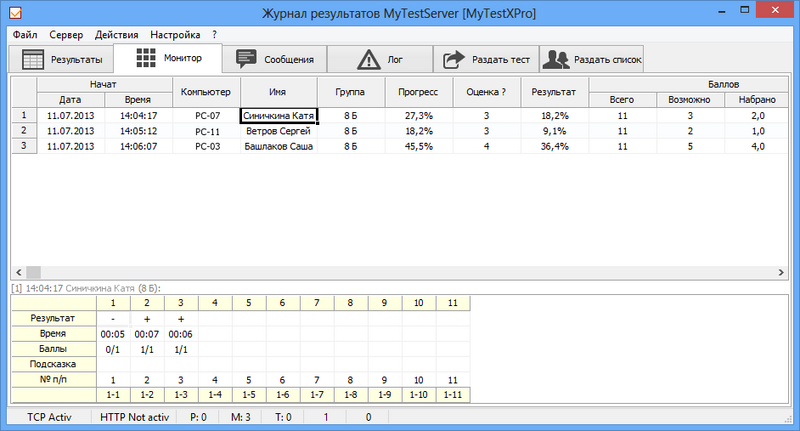 Журнал результатов MyTestServer [MyTestXPro]
Файл Сервер Действия Настройка ?
Результаты Монитор Сообщения Лог Раздать тест Раздать список
Начат Компьютер Имя Группа Прогресс Оценка ? Результат Баллов
Дата Время Всего Возможно Набрано
1 11.07.2013 14:04:17 PC-07 Синичкина Катя 8 Б 27,3% 3 18,2% 11 3 2,0
2 11.07.2013 14:05:12 PC-11 Ветров Сергей 8 Б 18,2% 3 9,1% 11 2 1,0
3 11.07.2013 14:06:07 PC-03 Башлаков Саша 8 Б 45,5% 4 36,4% 11 5 4,0
[1] 14:04:17 Синичкина Катя (8 Б):
1 2 3 4 5 6 7 8 9 10 11
Результат - + +
Время 00:05 00:07 00:06
Баллы 0/1 1/1 1/1
Подсказка
№ п/п 1 2 3 4 5 6 7 8 9 10 11
1-1 1-2 1-3 1-4 1-5 1-6 1-7 1-8 1-9 1-10 1-11
TCP Activ HTTP Not activ P: 0 M: 3 T: 0 1 0